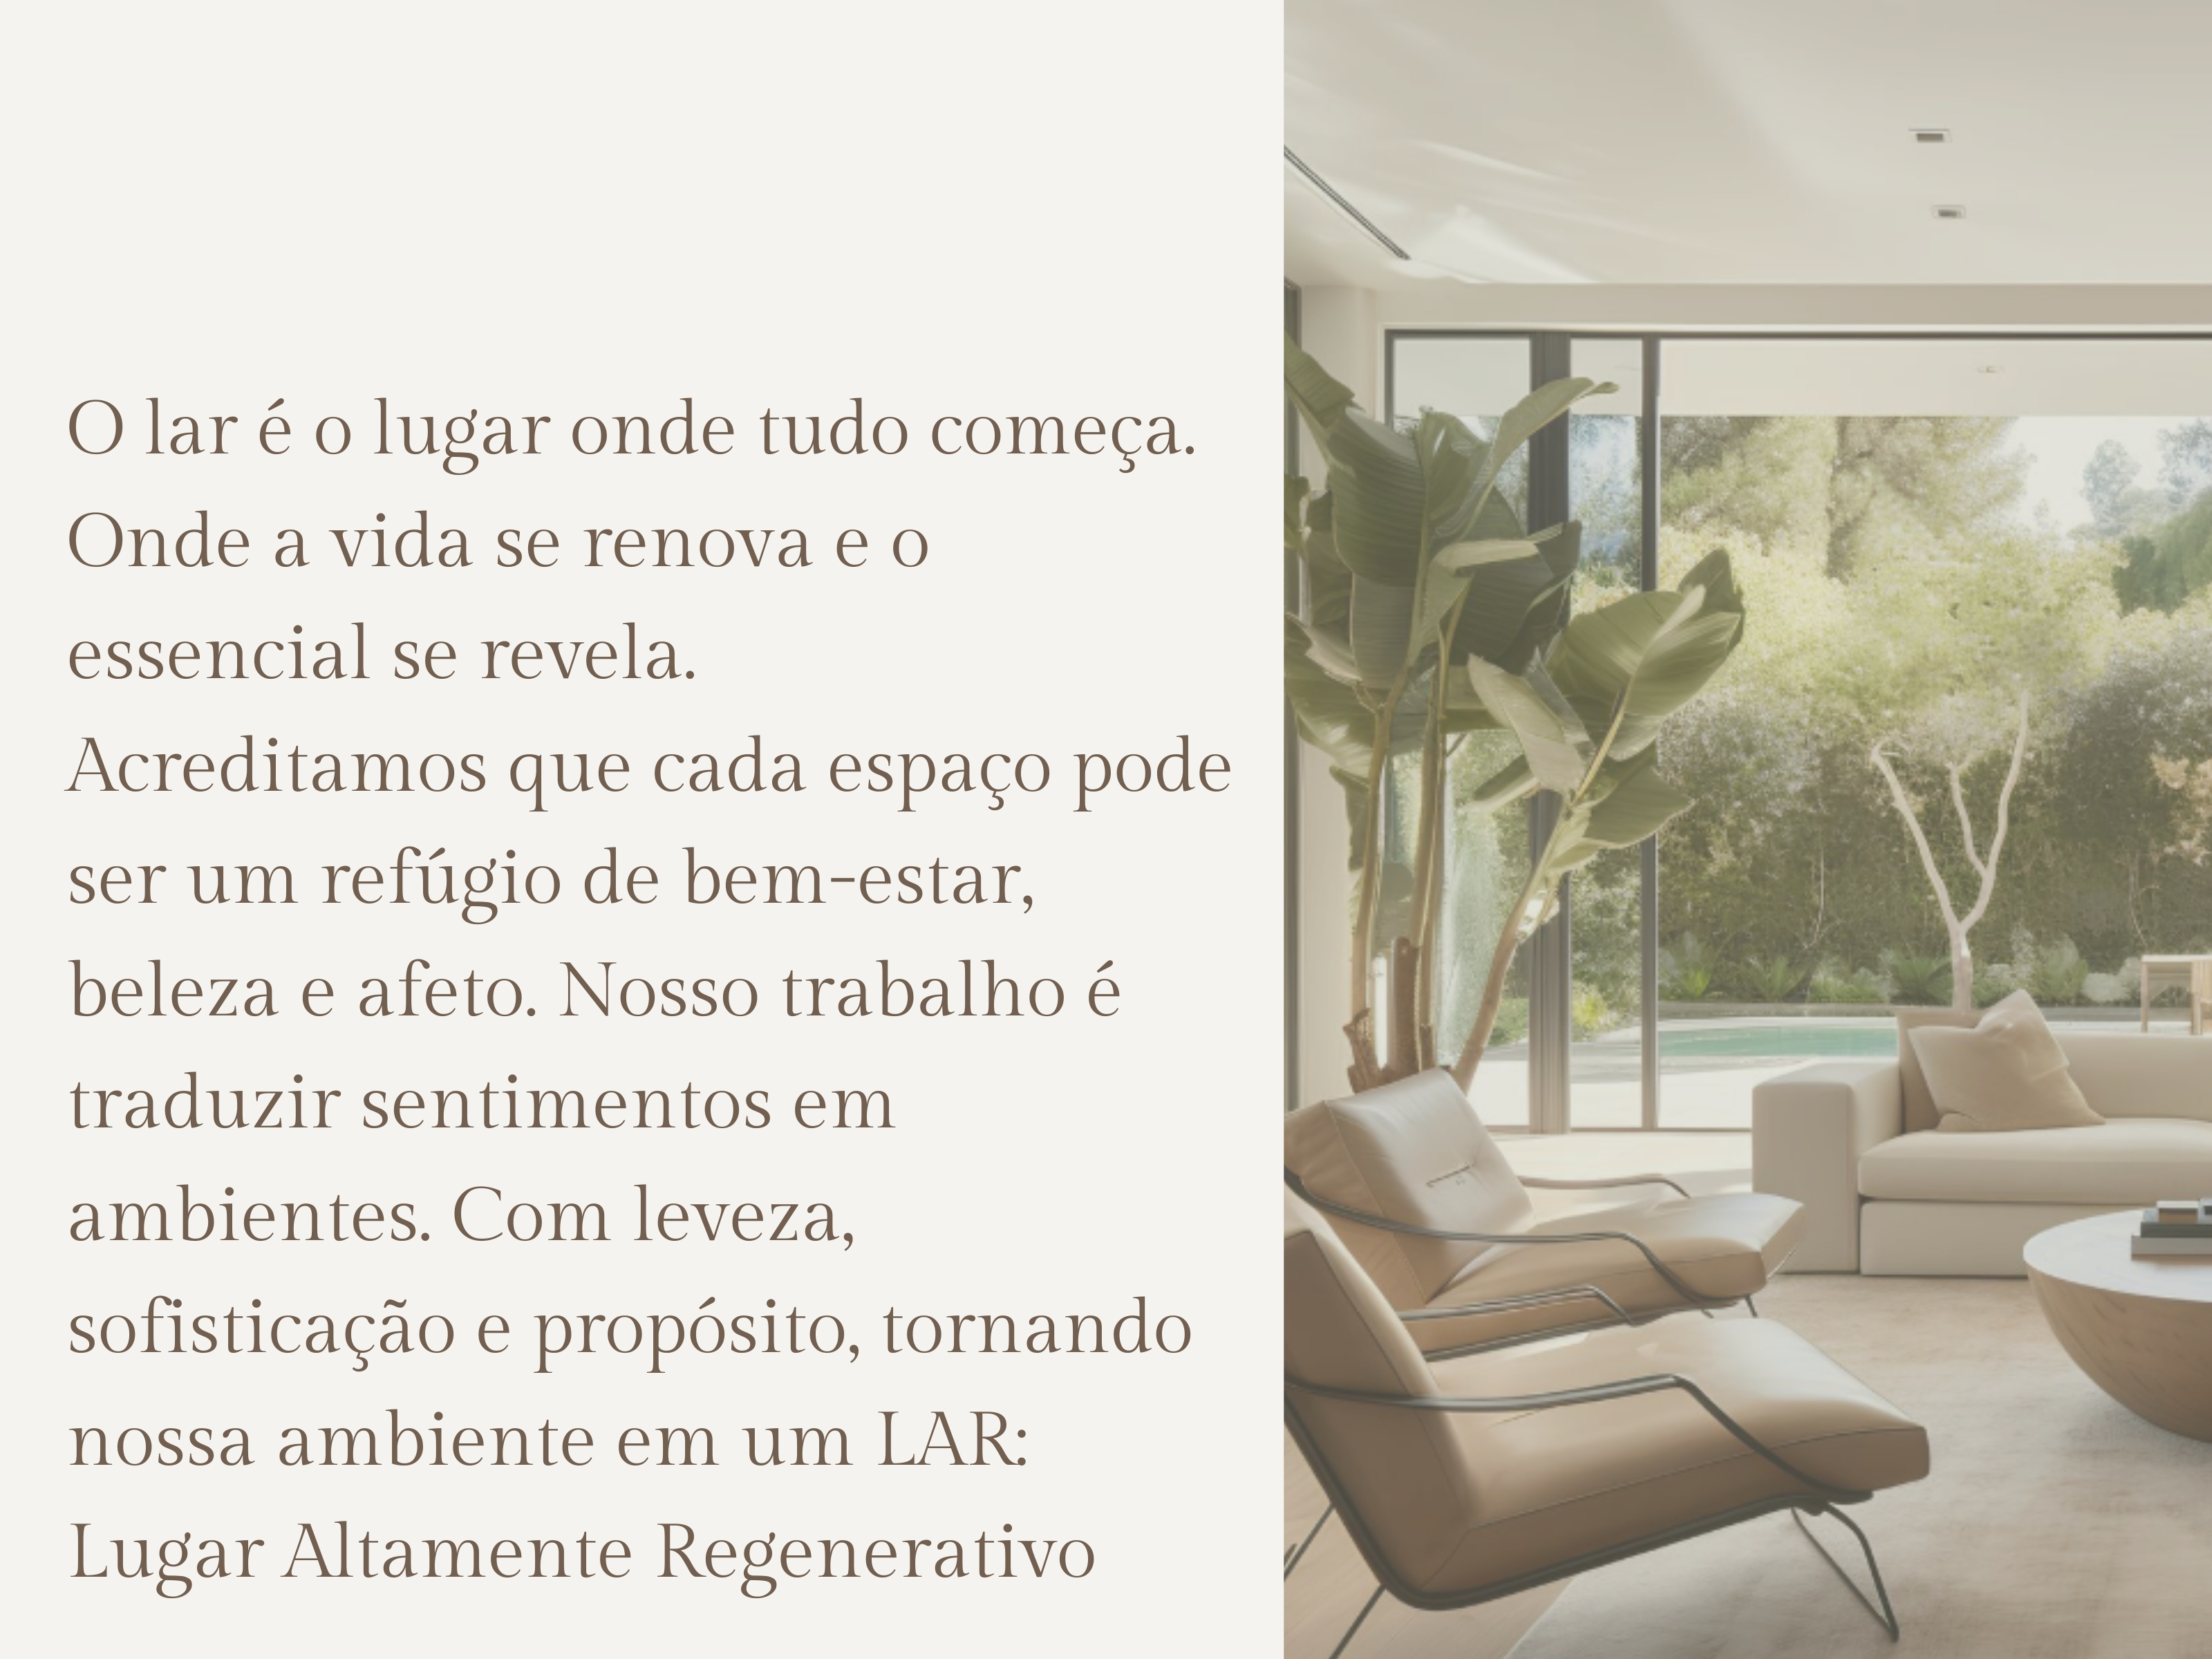 O lar é o lugar onde tudo começa.
Onde a vida se renova e o
essencial se revela.
Acreditamos que cada espaço pode
ser um refúgio de bem-estar,
beleza e afeto. Nosso trabalho é
traduzir sentimentos em
ambientes. Com leveza,
sofisticação e propósito, tornando
nossa ambiente em um LAR:
Lugar Altamente Regenerativo